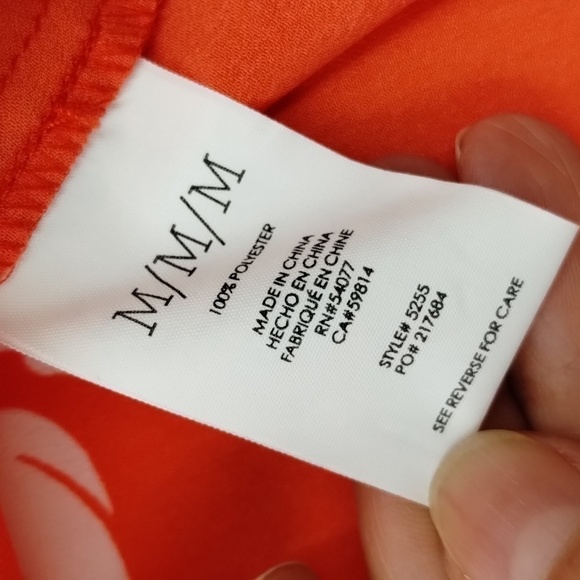 M/M/M
100% POLYESTER
MADE IN CHINA
HECHO EN CHINA
FABRIQUÉ EN CHINE
RN#54077
CA#59814
STYLE# 5255
PO# 217684
SEE REVERSE FOR CARE